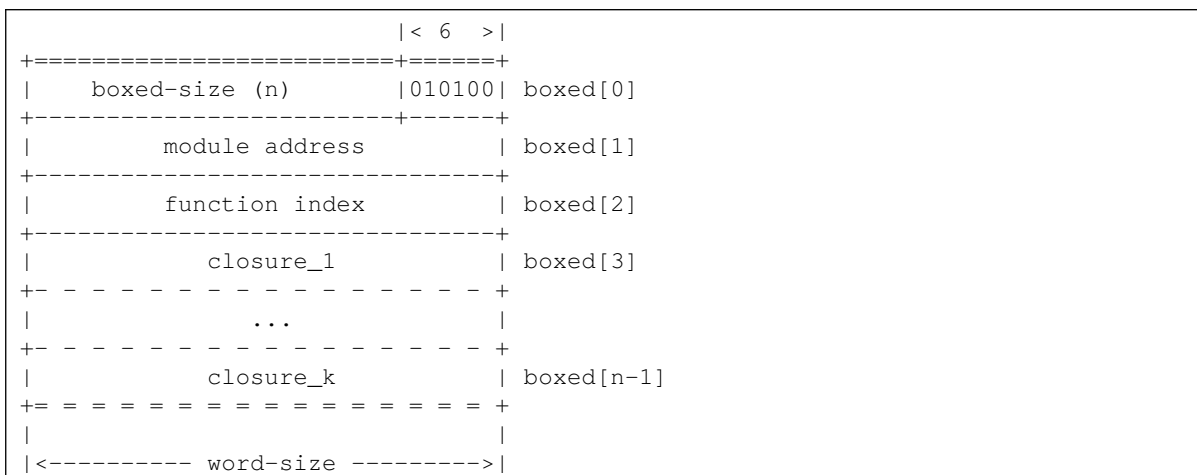 |< 6  >|
+=========================+======+
|    boxed-size (n)       |010100| boxed[0]
+-------------------------+------+
|         module address         | boxed[1]
+--------------------------------+
|         function index         | boxed[2]
+--------------------------------+
|            closure_1           | boxed[3]
+- - - - - - - - - - - - - - - - +
|               ...              |
+- - - - - - - - - - - - - - - - +
|            closure_k           | boxed[n-1]
+= = = = = = = = = = = = = = = = +
|                                |
|<---------- word-size --------->|